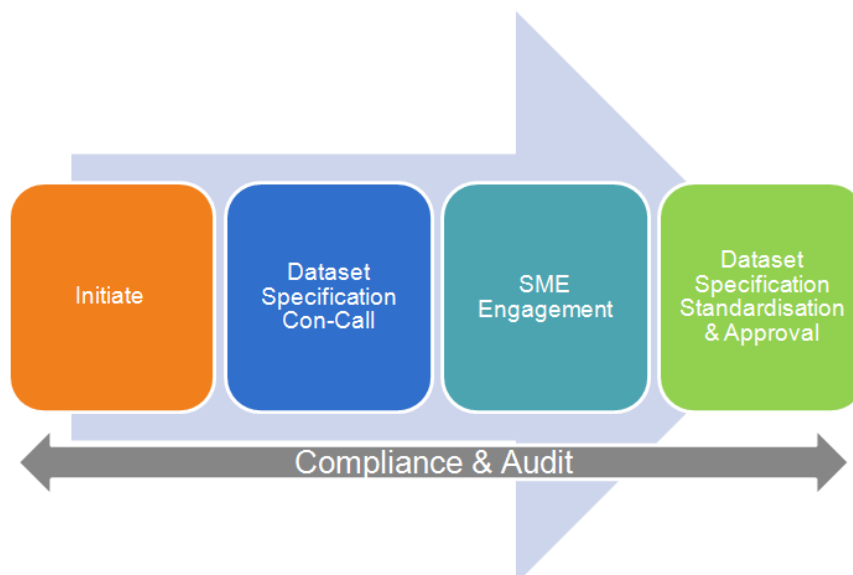 Initiate
Dataset
Specification
Con-Call
SME
Engagement
Dataset
Specification
Standardisation
& Approval
Compliance & Audit